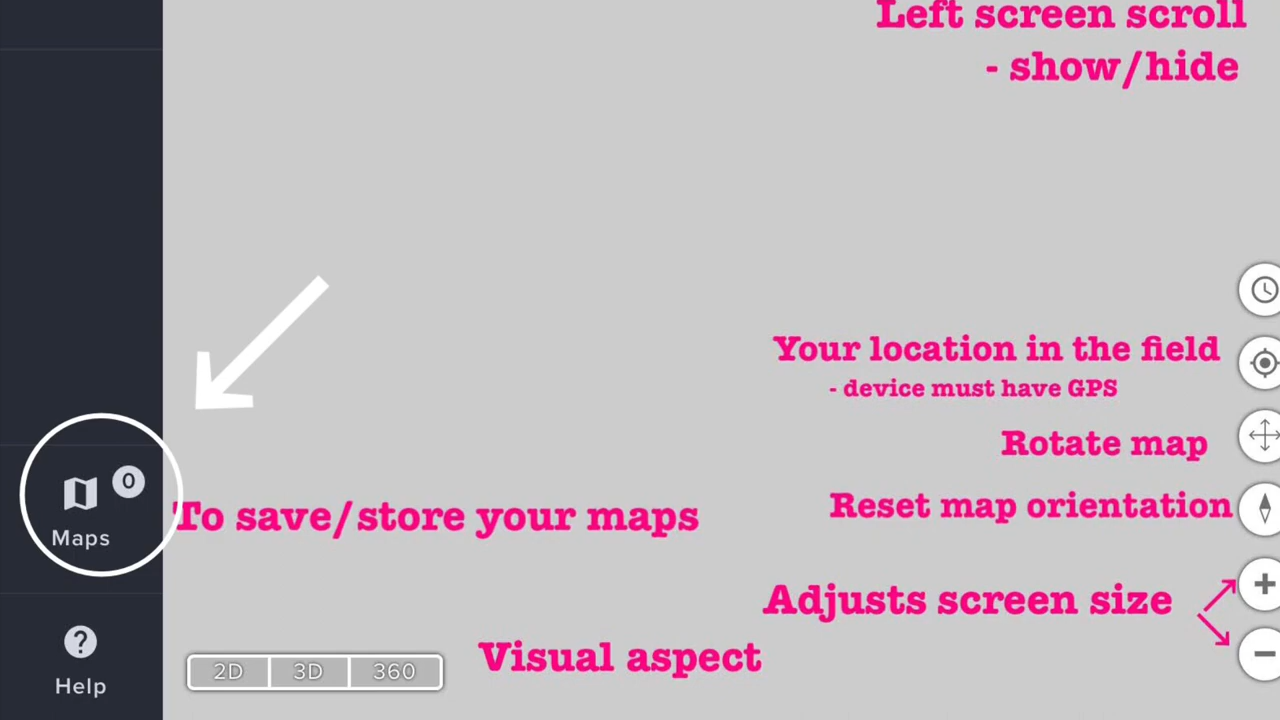 Left screen scroll
- show/hide
Your location in the field
- device must have GPS
Rotate map
0
Maps
To save/store your maps
Reset map orientation
Adjusts screen size
Help
2D 3D 360
Visual aspect